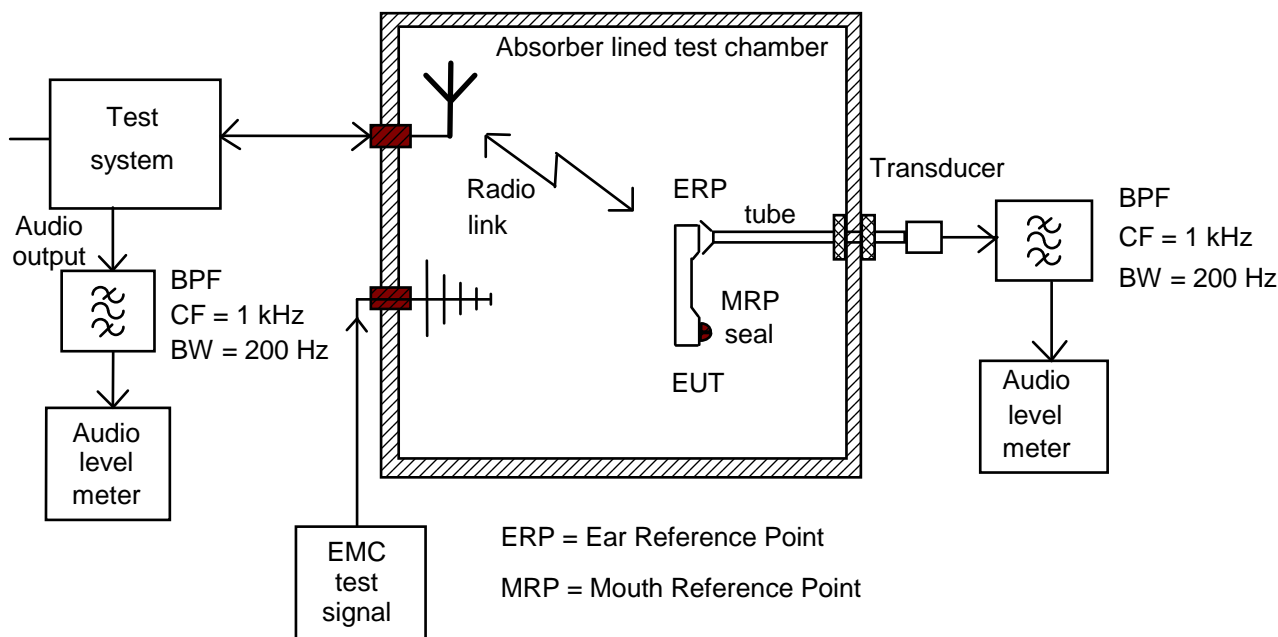 Absorber lined test chamber
Test
system
Radio
link
ERP
tube
Transducer
BPF
CF = 1 kHz
BW = 200 Hz
Audio
output
BPF
CF = 1 kHz
BW = 200 Hz
MRP
seal
EUT
Audio
level
meter
Audio
level
meter
EMC
test
signal
ERP = Ear Reference Point
MRP = Mouth Reference Point